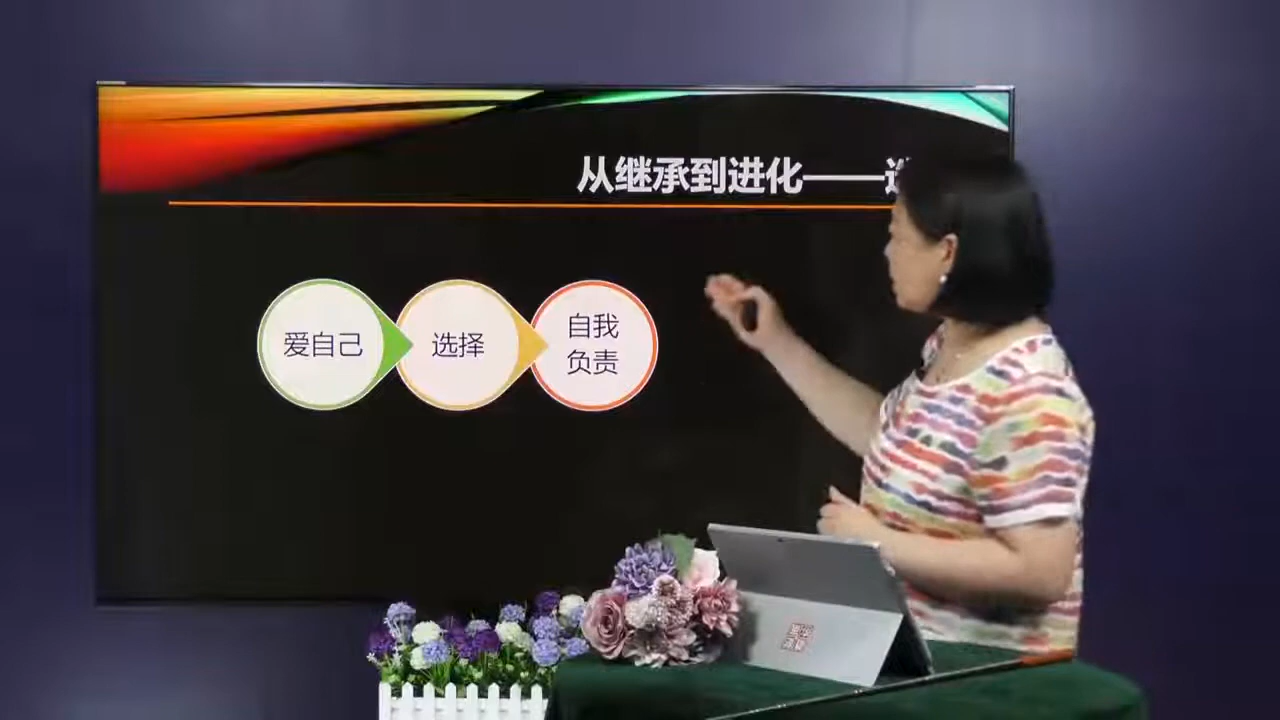 从继承到进化——
爱自己
选择
自我
负责